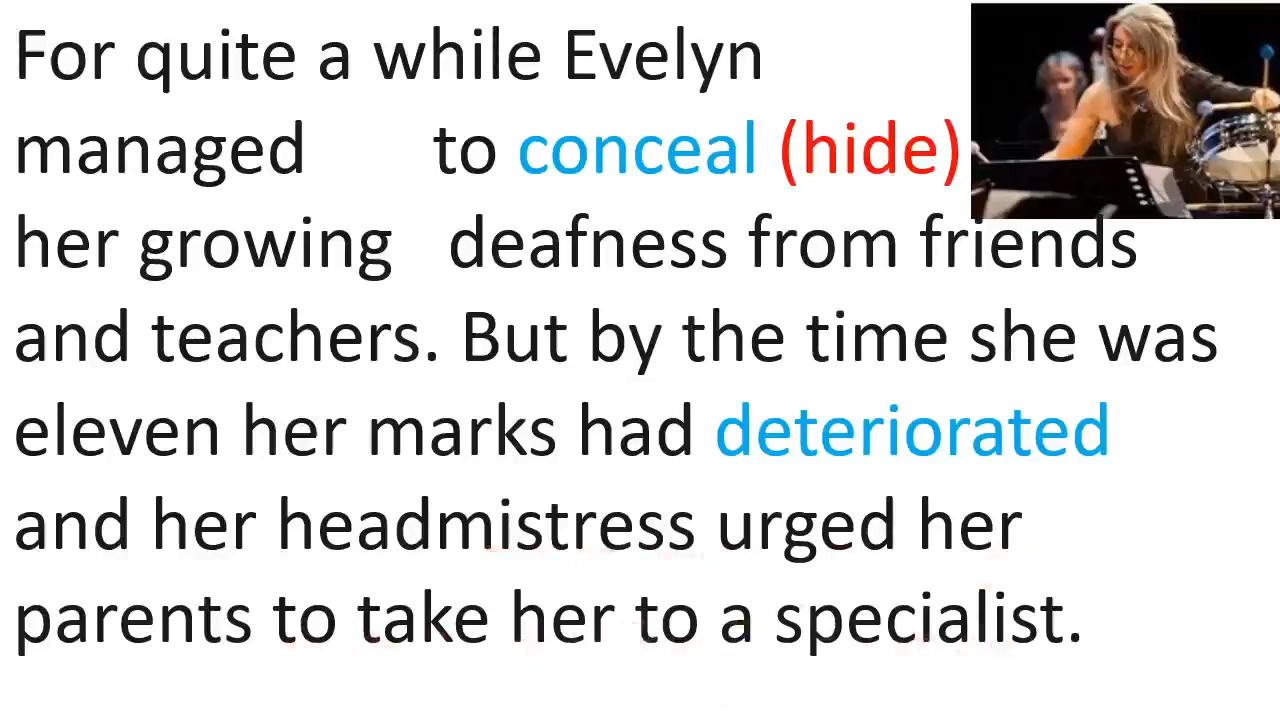 For quite a while Evelyn
managed to conceal (hide)
her growing deafness from friends
and teachers. But by the time she was
eleven her marks had deteriorated
and her headmistress urged her
parents to take her to a specialist.